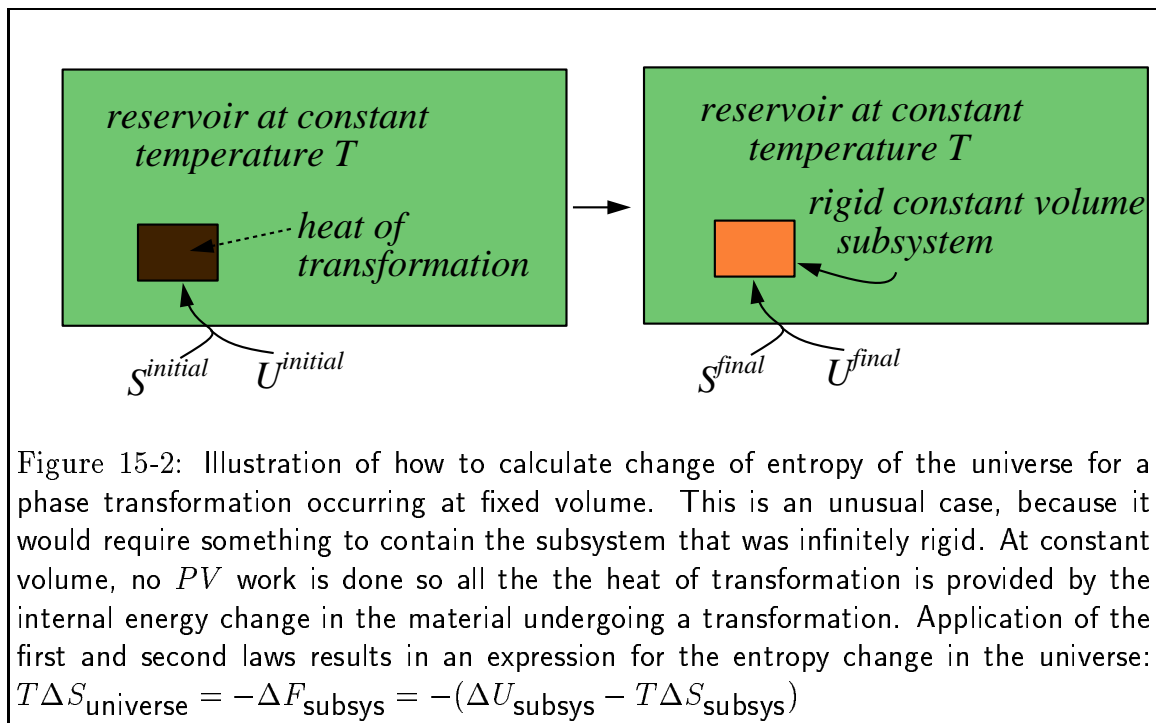 reservoir at constant
temperature T
heat of
transformation
S^initial
U^initial
reservoir at constant
temperature T
rigid constant volume
subsystem
S^final
U^final
Figure 15-2: Illustration of how to calculate change of entropy of the universe for a
phase transformation occurring at fixed volume. This is an unusual case, because it
would require something to contain the subsystem that was infinitely rigid. At constant
volume, no PV work is done so all the the heat of transformation is provided by the
internal energy change in the material undergoing a transformation. Application of the
first and second laws results in an expression for the entropy change in the universe:
TΔS_universe = −ΔF_subsys = −(ΔU_subsys − TΔS_subsys)